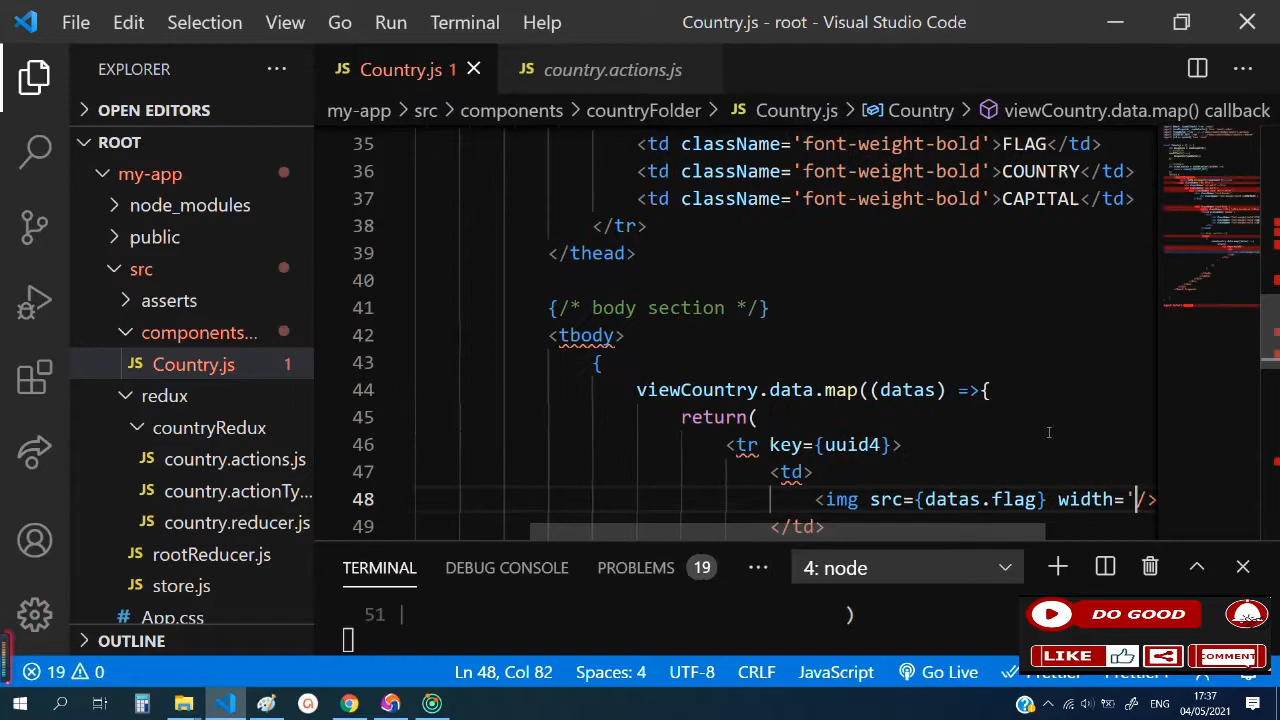 File Edit Selection View Go Run Terminal Help Country.js - root - Visual Studio Code
EXPLORER
Country.js 1
country.actions.js
OPEN EDITORS
my-app src components countryFolder Country.js Country viewCountry.data.map() callback
ROOT
my-app
node_modules
public
src
asserts
components...
Country.js 1
redux
countryRedux
country.actions.js
country.actionTy...
country.reducer.js
rootReducer.js
store.js
App.css
OUTLINE
35 <td className='font-weight-bold'>FLAG</td>
36 <td className='font-weight-bold'>COUNTRY</td>
37 <td className='font-weight-bold'>CAPITAL</td>
38 </tr>
39 </thead>
40
41 {/* body section */}
42 <tbody>
43 {
44 viewCountry.data.map((datas) =>{
45 return(
46 <tr key={uuid4}>
47 <td>
48 <img src={datas.flag} width='/>
49 </td>
TERMINAL DEBUG CONSOLE PROBLEMS 19 4: node
51 | )
DO GOOD
LIKE COMMENT
19 0 Ln 48, Col 82 Spaces: 4 UTF-8 CRLF JavaScript Go Live
ENG 17:37
04/05/2021